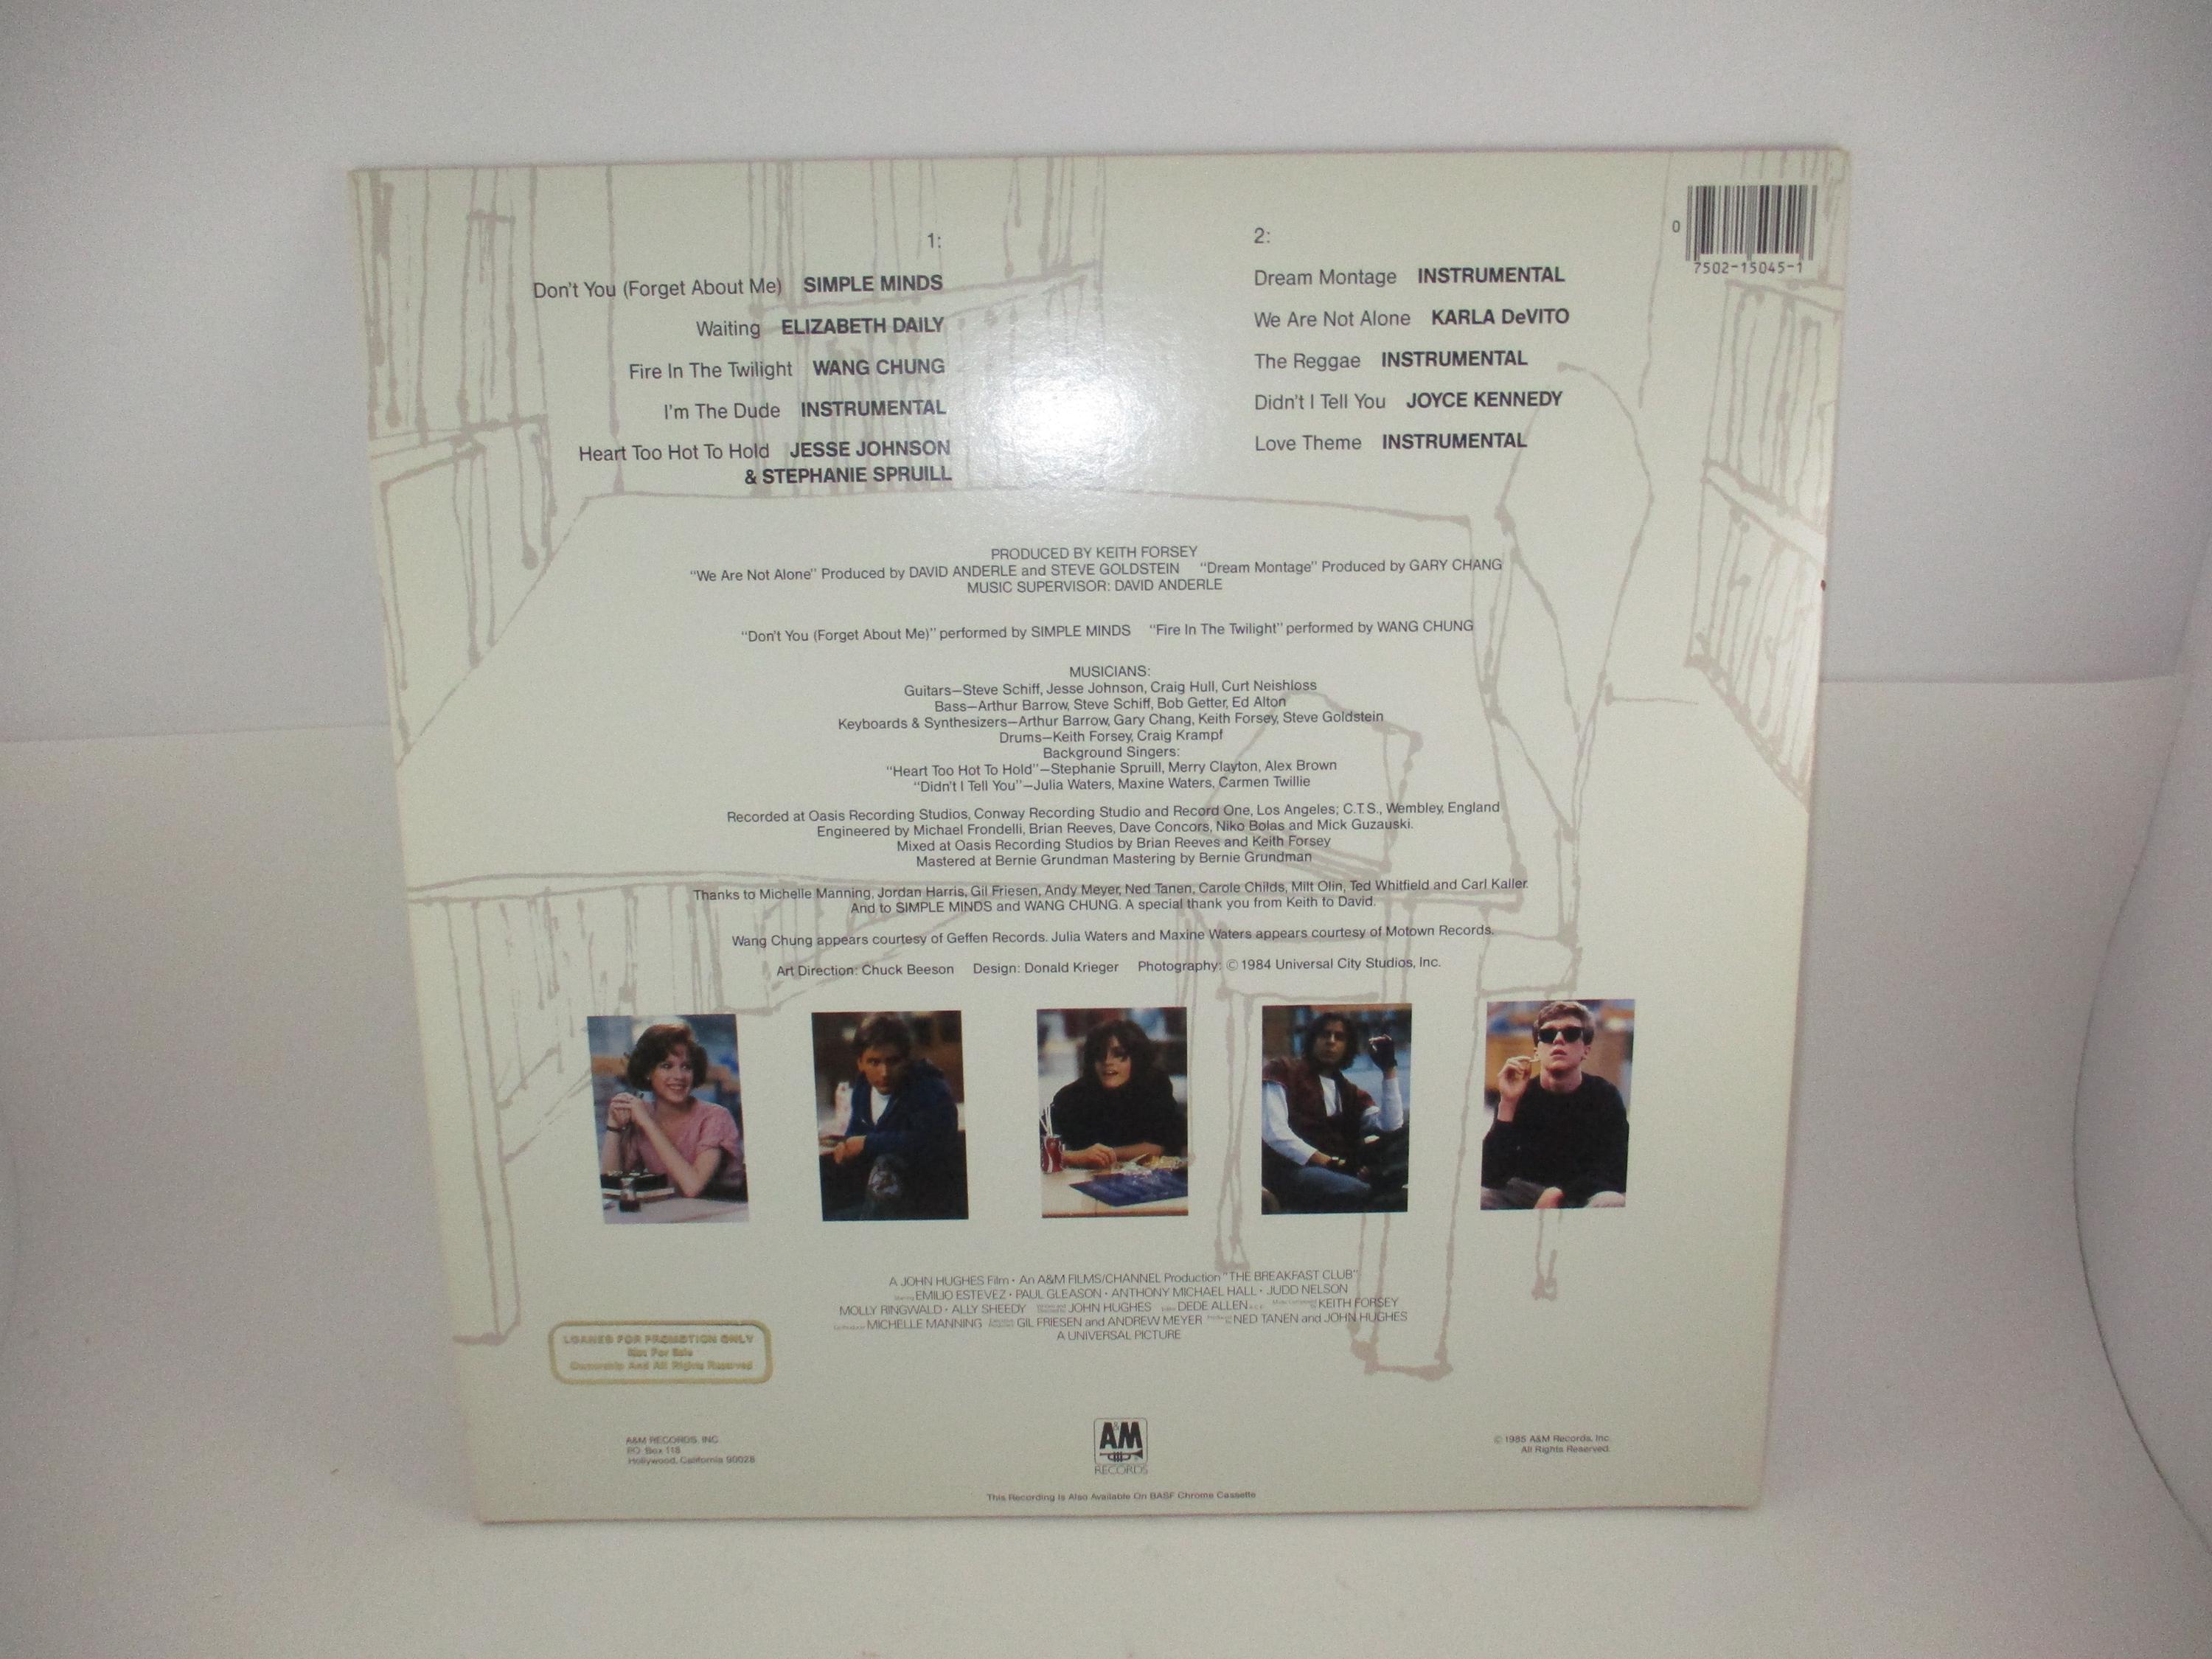 1:
Don't You (Forget About Me) SIMPLE MINDS
Waiting ELIZABETH DAILY
Fire In The Twilight WANG CHUNG
I'm The Dude INSTRUMENTAL
Heart Too Hot To Hold JESSE JOHNSON
& STEPHANIE SPRUILL
2:
Dream Montage INSTRUMENTAL
We Are Not Alone KARLA DeVITO
The Reggae INSTRUMENTAL
Didn't I Tell You JOYCE KENNEDY
Love Theme INSTRUMENTAL
0
7502-15045-1
PRODUCED BY KEITH FORSEY
"We Are Not Alone" Produced by DAVID ANDERLE and STEVE GOLDSTEIN "Dream Montage" Produced by GARY CHANG
MUSIC SUPERVISOR: DAVID ANDERLE
"Don't You (Forget About Me)" performed by SIMPLE MINDS "Fire In The Twilight" performed by WANG CHUNG
MUSICIANS:
Guitars—Steve Schiff, Jesse Johnson, Craig Hull, Curt Neishloss
Bass—Arthur Barrow, Steve Schiff, Bob Getter, Ed Alton
Keyboards & Synthesizers—Arthur Barrow, Gary Chang, Keith Forsey, Steve Goldstein
Drums—Keith Forsey, Craig Krampf
Background Singers:
"Heart Too Hot To Hold"—Stephanie Spruill, Merry Clayton, Alex Brown
"Didn't I Tell You"—Julia Waters, Maxine Waters, Carmen Twillie
Recorded at Oasis Recording Studios, Conway Recording Studio and Record One, Los Angeles; C.T.S., Wembley, England
Engineered by Michael Frondelli, Brian Reeves, Dave Concors, Niko Bolas and Mick Guzauski.
Mixed at Oasis Recording Studios by Brian Reeves and Keith Forsey
Mastered at Bernie Grundman Mastering by Bernie Grundman
Thanks to Michelle Manning, Jordan Harris, Gil Friesen, Andy Meyer, Ned Tanen, Carole Childs, Milt Olin, Ted Whitfield and Carl Kaller.
And to SIMPLE MINDS and WANG CHUNG. A special thank you from Keith to David.
Wang Chung appears courtesy of Geffen Records. Julia Waters and Maxine Waters appears courtesy of Motown Records.
Art Direction: Chuck Beeson Design: Donald Krieger Photography: © 1984 Universal City Studios, Inc.
A JOHN HUGHES Film • An A&M FILMS/CHANNEL Production "THE BREAKFAST CLUB"
EMILIO ESTEVEZ • PAUL GLEASON • ANTHONY MICHAEL HALL • JUDD NELSON
MOLLY RINGWALD • ALLY SHEEDY JOHN HUGHES DEDE ALLEN KEITH FORSEY
MICHELLE MANNING GIL FRIESEN and ANDREW MEYER NED TANEN and JOHN HUGHES
A UNIVERSAL PICTURE
LOANED FOR PROMOTION ONLY
Not For Sale
Ownership And All Rights Reserved
A&M RECORDS, INC.
P.O. Box 118
Hollywood, California 90028
A&M
RECORDS
© 1985 A&M Records, Inc.
All Rights Reserved.
This Recording Is Also Available On BASF Chrome Cassette